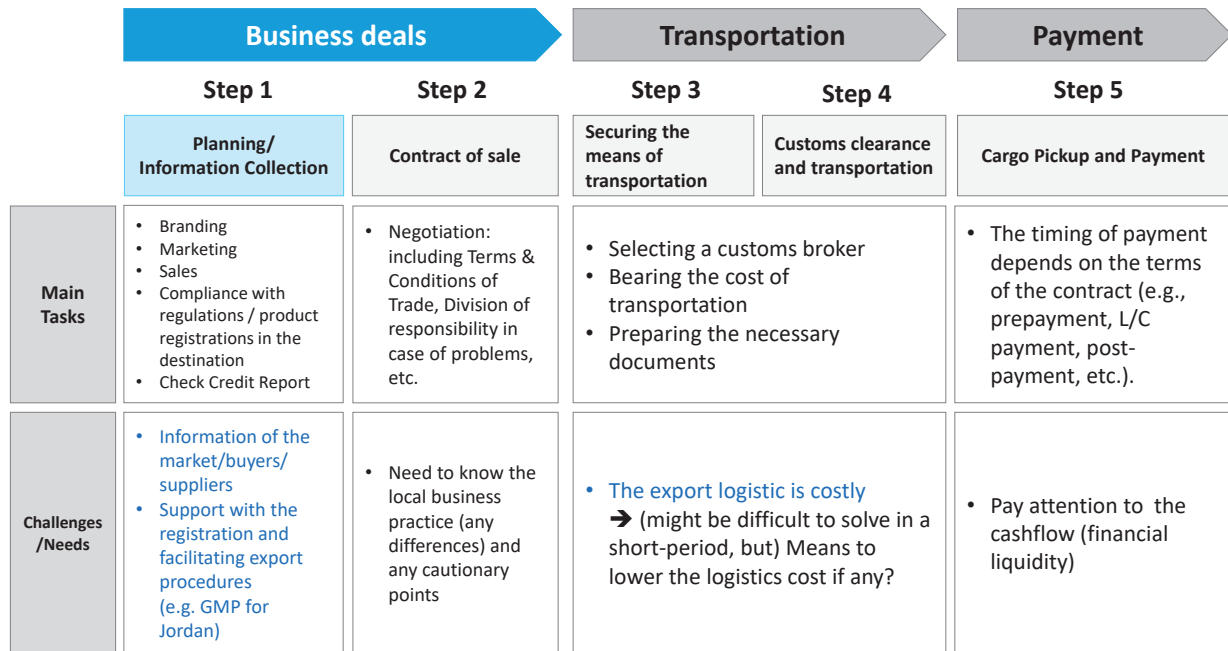 Business deals
Transportation
Payment
Step 1
Step 2
Step 3
Step 4
Step 5
Planning/
Information Collection
Contract of sale
Securing the
means of
transportation
Customs clearance
and transportation
Cargo Pickup and Payment
Main
Tasks
• Branding
• Marketing
• Sales
• Compliance with
regulations / product
registrations in the
destination
• Check Credit Report
• Negotiation:
including Terms &
Conditions of
Trade, Division of
responsibility in
case of problems,
etc.
• Selecting a customs broker
• Bearing the cost of
transportation
• Preparing the necessary
documents
• The timing of payment
depends on the terms
of the contract (e.g.,
prepayment, L/C
payment, post-
payment, etc.).
Challenges
/Needs
• Information of the
market/buyers/
suppliers
• Support with the
registration and
facilitating export
procedures
(e.g. GMP for
Jordan)
• Need to know the
local business
practice (any
differences) and
any cautionary
points
• The export logistic is costly
➔ (might be difficult to solve in a
short-period, but) Means to
lower the logistics cost if any?
• Pay attention to the
cashflow (financial
liquidity)